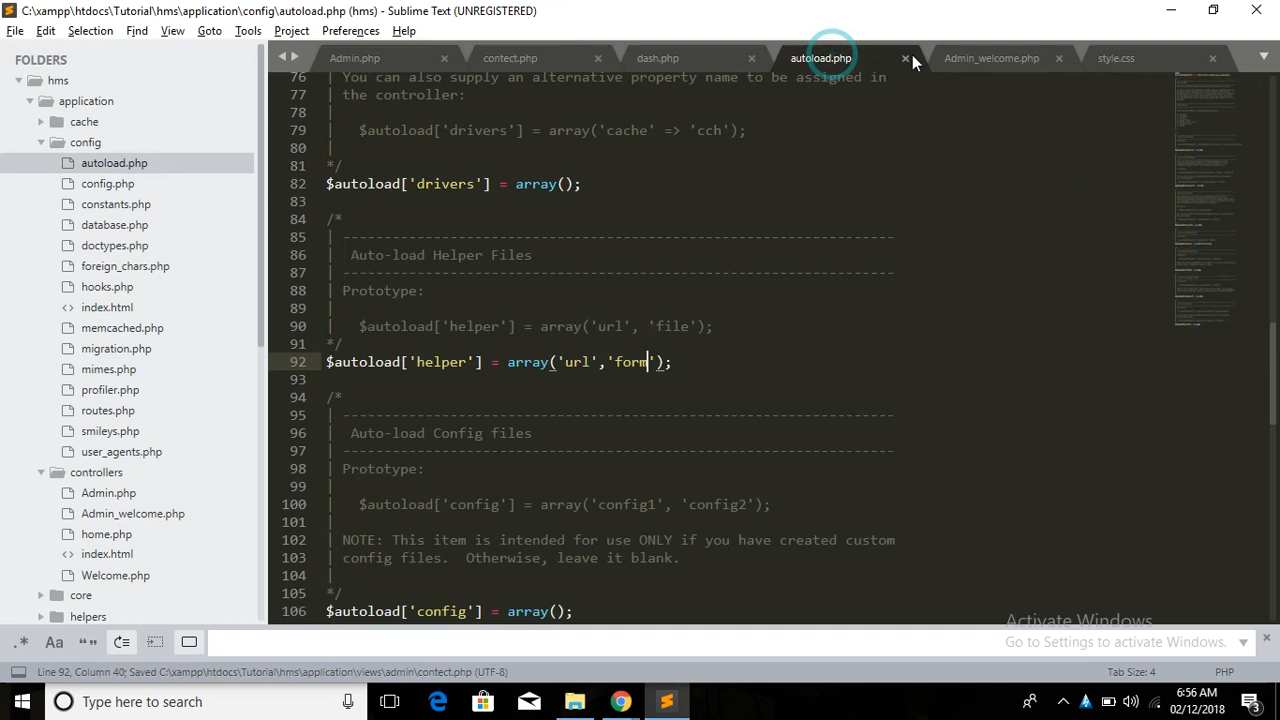 C:\xampp\htdocs\Tutorial\hms\application\config\autoload.php (hms) - Sublime Text (UNREGISTERED)
File Edit Selection Find View Goto Tools Project Preferences Help
FOLDERS
hms
application
cache
config
autoload.php
config.php
constants.php
database.php
doctypes.php
foreign_chars.php
hooks.php
index.html
memcached.php
migration.php
mimes.php
profiler.php
routes.php
smileys.php
user_agents.php
controllers
Admin.php
Admin_welcome.php
home.php
index.html
Welcome.php
core
helpers
Admin.php contect.php dash.php autoload.php Admin_welcome.php style.css
76 | You can also supply an alternative property name to be assigned in
77 | the controller:
78 |
79 | $autoload['drivers'] = array('cache' => 'cch');
80 |
81 */
82 $autoload['drivers'] = array();
83
84 /*
85 | -------------------------------------------------------------------
86 | Auto-load Helper Files
87 | -------------------------------------------------------------------
88 | Prototype:
89 |
90 | $autoload['helper'] = array('url', 'file');
91 */
92 $autoload['helper'] = array('url','form');
93
94 /*
95 | -------------------------------------------------------------------
96 | Auto-load Config files
97 | -------------------------------------------------------------------
98 | Prototype:
99 |
100 | $autoload['config'] = array('config1', 'config2');
101 |
102 | NOTE: This item is intended for use ONLY if you have created custom
103 | config files.  Otherwise, leave it blank.
104 |
105 */
106 $autoload['config'] = array();
Activate Windows
Go to Settings to activate Windows.
.* Aa “”
Line 92, Column 40; Saved C:\xampp\htdocs\Tutorial\hms\application\views\admin\contect.php (UTF-8) Tab Size: 4 PHP
Type here to search
6:56 AM
02/12/2018
3